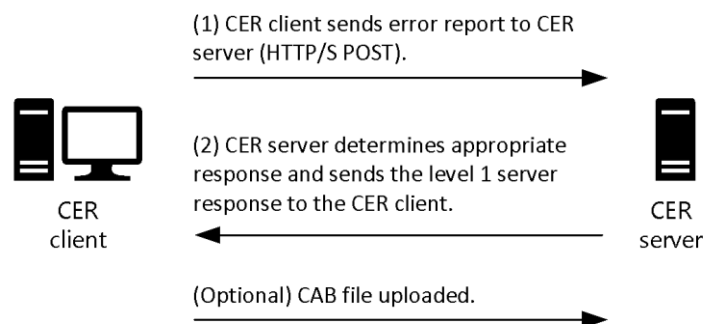 (1) CER client sends error report to CER
server (HTTP/S POST).
(2) CER server determines appropriate
response and sends the level 1 server
response to the CER client.
CER
client
CER
server
(Optional) CAB file uploaded.